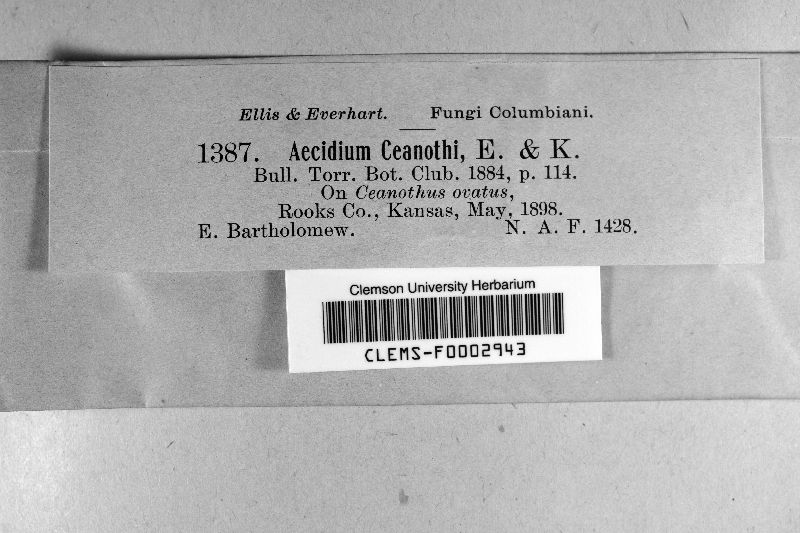 Ellis & Everhart. Fungi Columbiani.
1387. Aecidium Ceanothi, E. & K.
Bull. Torr. Bot. Club. 1884, p. 114.
On Ceanothus ovatus,
Rooks Co., Kansas, May, 1898.
E. Bartholomew. N. A. F. 1428.
Clemson University Herbarium
CLEMS-F0002943